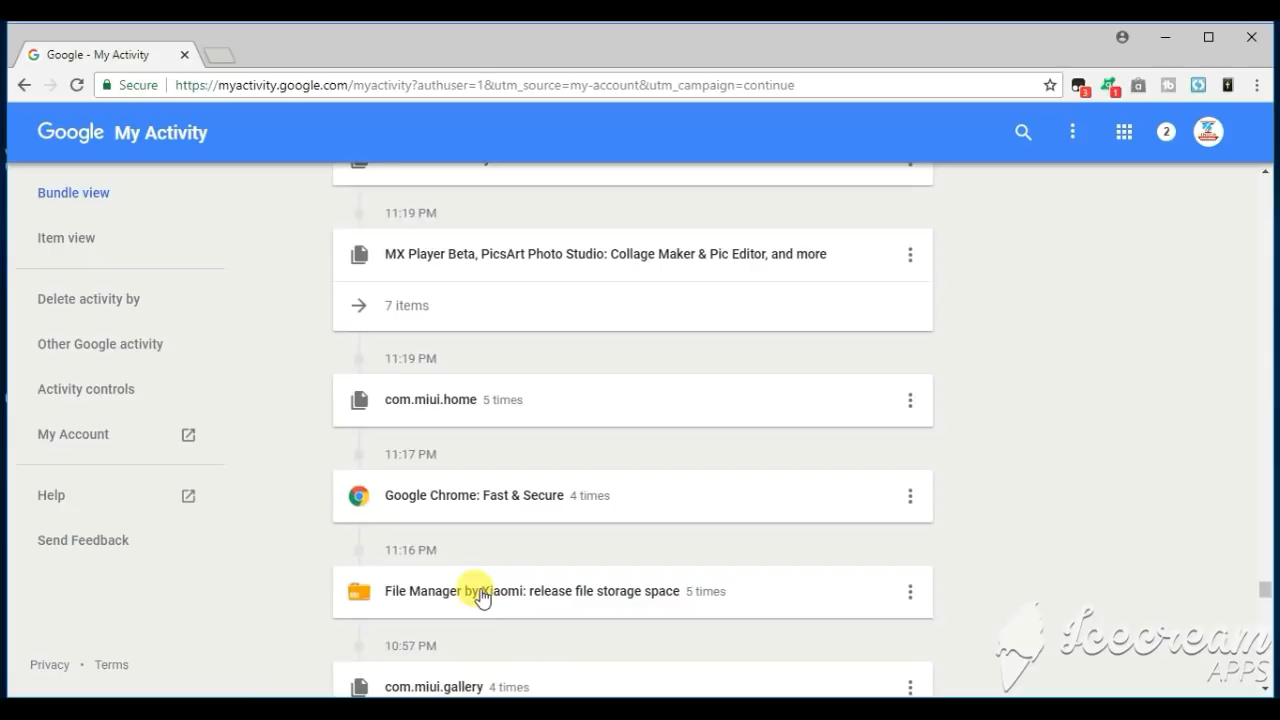 Google - My Activity
Secure
https://myactivity.google.com/myactivity?authuser=1&utm_source=my-account&utm_campaign=continue
3
1
Google My Activity
2
Bundle view
Item view
Delete activity by
Other Google activity
Activity controls
My Account
Help
Send Feedback
Privacy • Terms
11:19 PM
MX Player Beta, PicsArt Photo Studio: Collage Maker & Pic Editor, and more
7 items
11:19 PM
com.miui.home 5 times
11:17 PM
Google Chrome: Fast & Secure 4 times
11:16 PM
File Manager by Xiaomi: release file storage space 5 times
10:57 PM
com.miui.gallery 4 times
Icecream
APPS